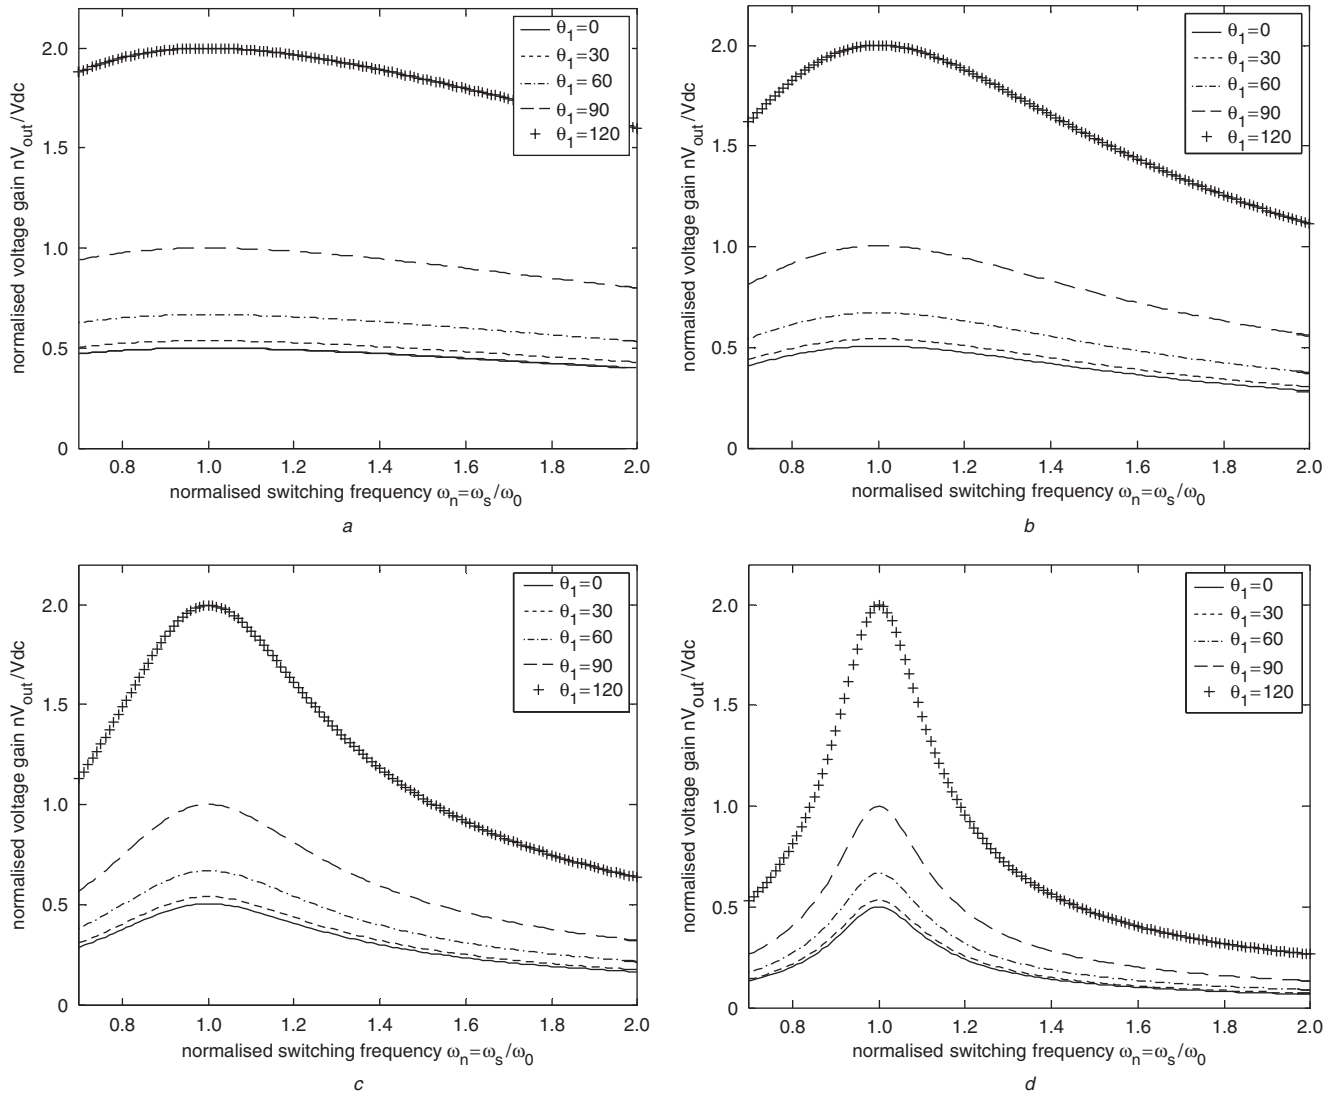 normalised voltage gain nVout/Vdc
2.0
1.5
1.0
0.5
0
0.8 1.0 1.2 1.4 1.6 1.8 2.0
normalised switching frequency ωn=ωs/ω0
θ1=0
θ1=30
θ1=60
θ1=90
θ1=120
a
normalised voltage gain nVout/Vdc
2.0
1.5
1.0
0.5
0
0.8 1.0 1.2 1.4 1.6 1.8 2.0
normalised switching frequency ωn=ωs/ω0
θ1=0
θ1=30
θ1=60
θ1=90
θ1=120
b
normalised voltage gain nVout/Vdc
2.0
1.5
1.0
0.5
0
0.8 1.0 1.2 1.4 1.6 1.8 2.0
normalised switching frequency ωn=ωs/ω0
θ1=0
θ1=30
θ1=60
θ1=90
θ1=120
c
normalised voltage gain nVout/Vdc
2.0
1.5
1.0
0.5
0
0.8 1.0 1.2 1.4 1.6 1.8 2.0
normalised switching frequency ωn=ωs/ω0
θ1=0
θ1=30
θ1=60
θ1=90
θ1=120
d